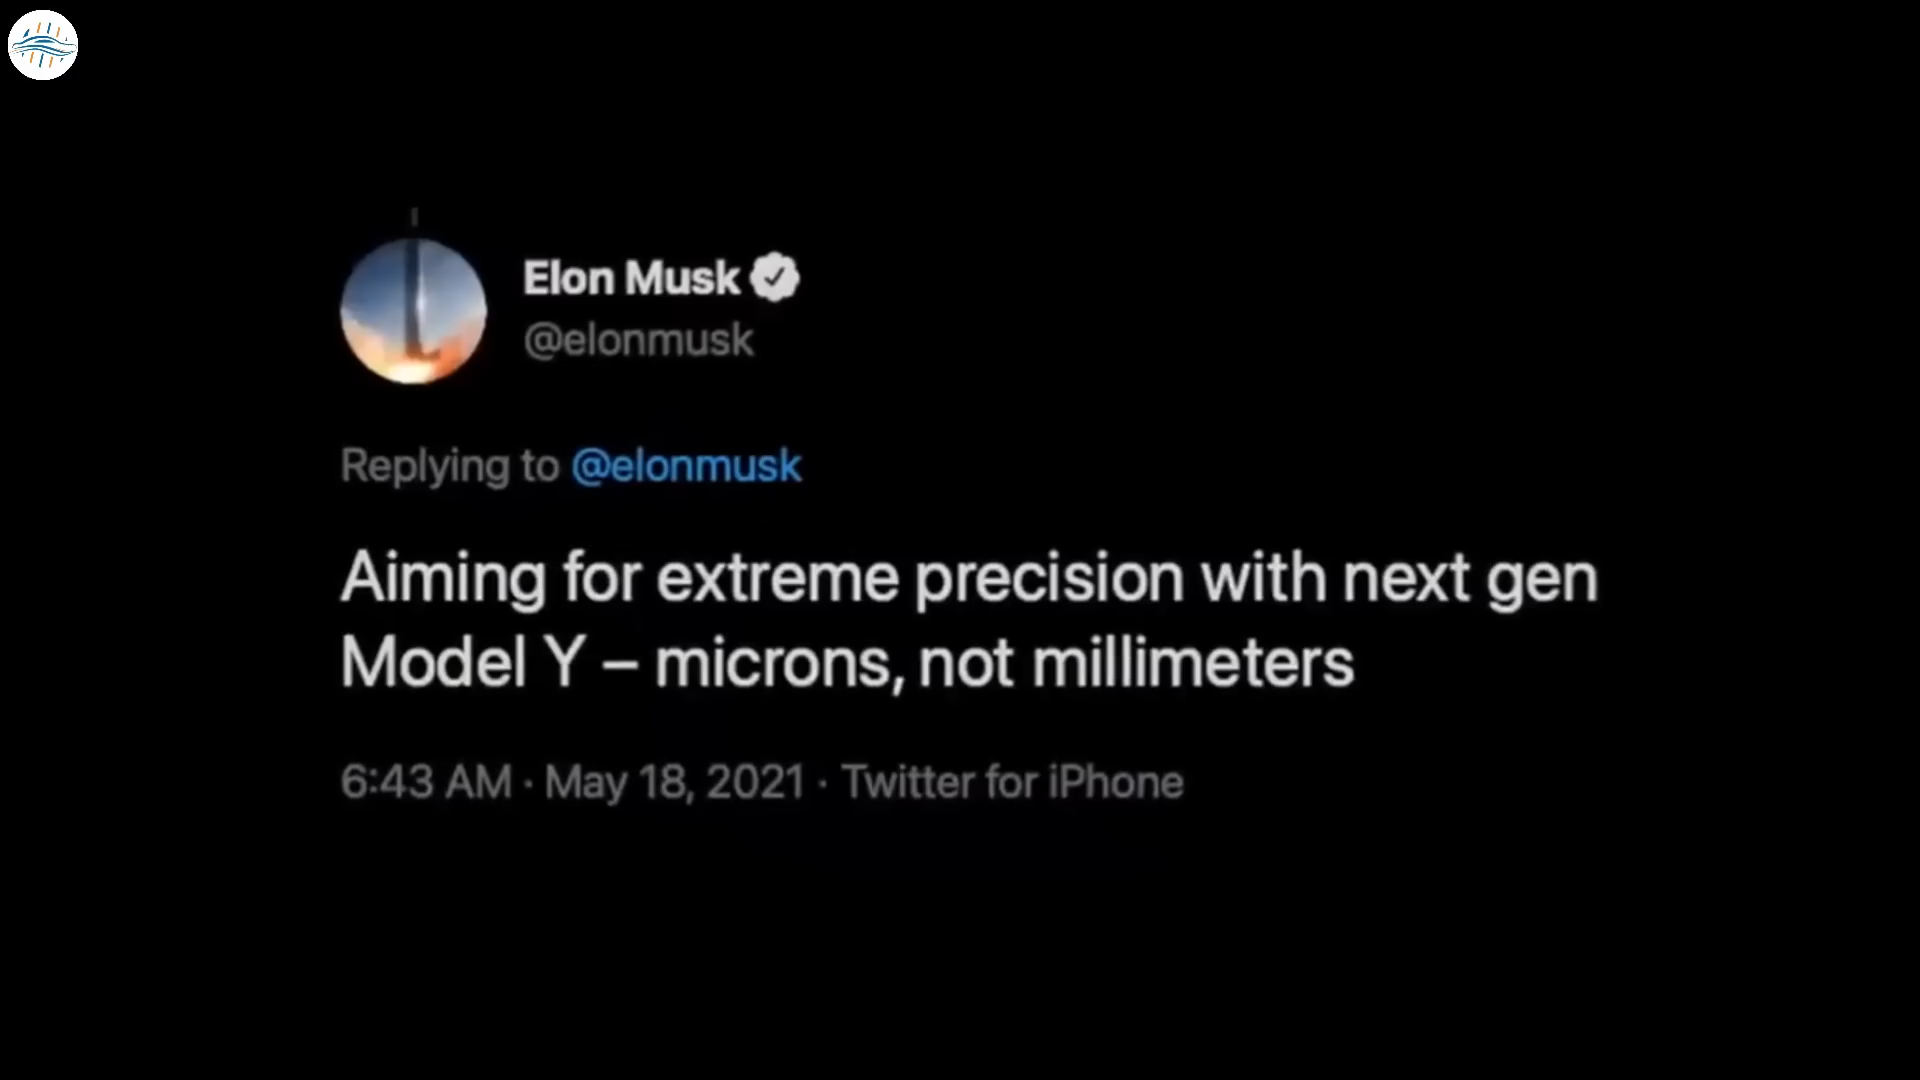 Elon Musk
@elonmusk
Replying to @elonmusk
Aiming for extreme precision with next gen
Model Y – microns, not millimeters
6:43 AM · May 18, 2021 · Twitter for iPhone